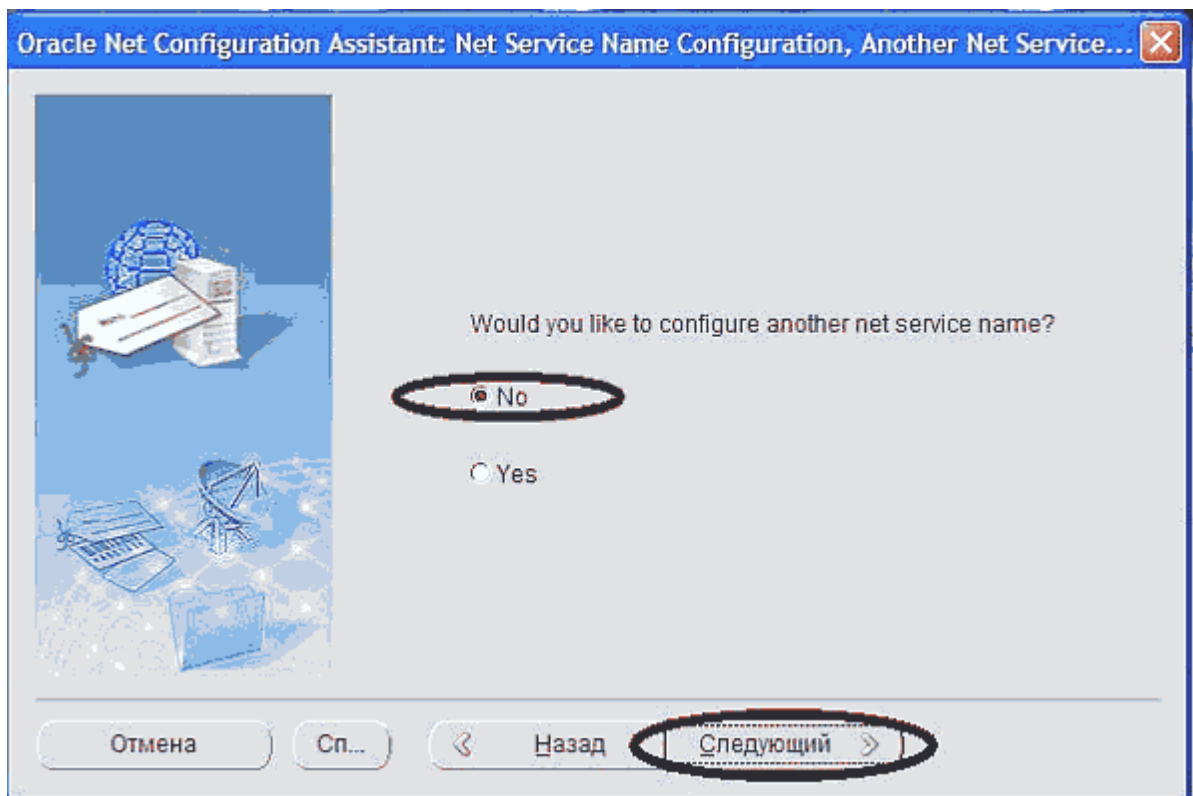 Oracle Net Configuration Assistant: Net Service Name Configuration, Another Net Service...
Would you like to configure another net service name?
No
Yes
Отмена
Сп...
Назад
Следующий